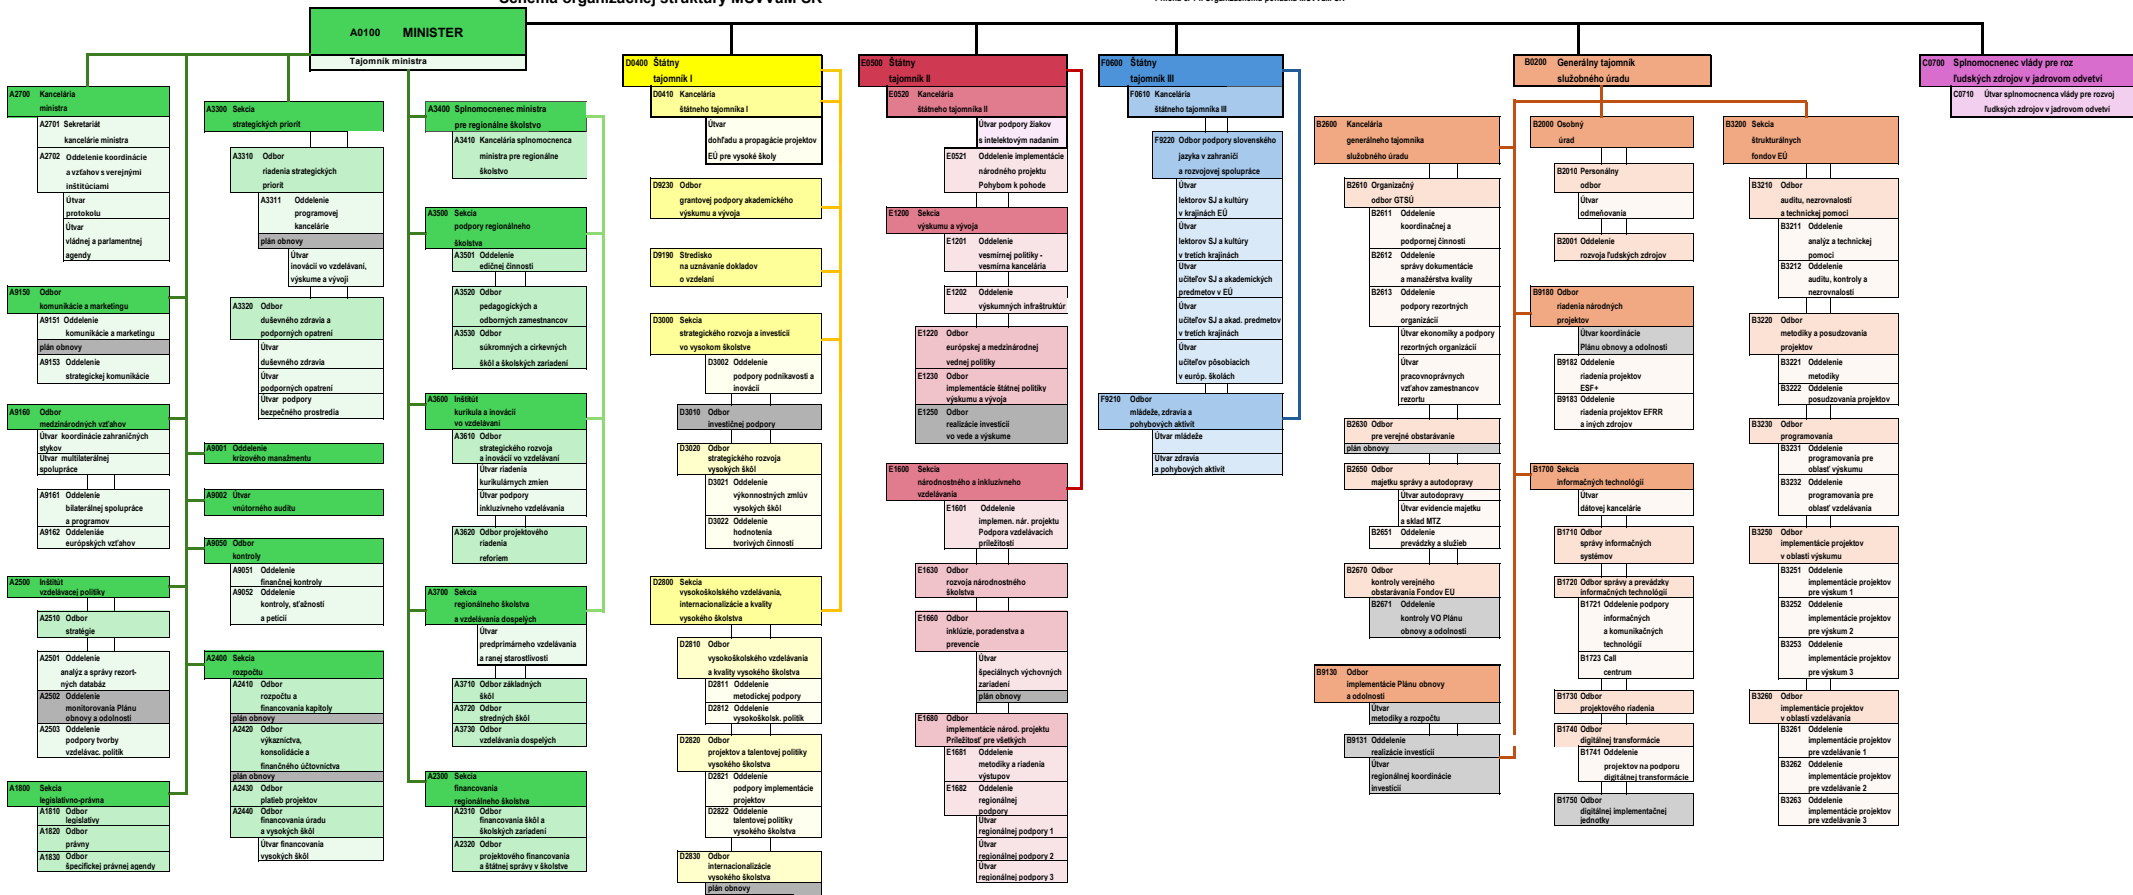 Schéma organizačnej štruktúry MŠVVaM SR
A0100 MINISTER
Tajomník ministra
A2700 Kancelária
ministra
A2701 Sekretariát
kancelárie ministra
A2702 Oddelenie koordinácie
a vzťahov s verejnými
inštitúciami
Útvar
protokolu
Útvar
vládnej a parlamentnej
agendy
A9150 Odbor
komunikácie a marketingu
A9151 Oddelenie
komunikácie a marketingu
plán obnovy
A9153 Oddelenie
strategickej komunikácie
A9160 Odbor
medzinárodných vzťahov
Útvar koordinácie zahraničných
stykov
Útvar multilaterálnej
spolupráce
A9161 Oddelenie
bilaterálnej spolupráce
a programov
A9162 Oddeleniáe
európskych vzťahov
A2500 Inštitút
vzdelávacej politiky
A2510 Odbor
stratégie
A2501 Oddelenie
analýz a správy rezort-
ných databáz
A2502 Oddelenie
monitorovania Plánu
obnovy a odolnosti
A2503 Oddelenie
podpory tvorby
vzdelávac. politík
A1800 Sekcia
legislatívno-právna
A1810 Odbor
legislatívy
A1820 Odbor
právny
A1830 Odbor
špecifickej právnej agendy
A3300 Sekcia
strategických priorít
A3310 Odbor
riadenia strategických
priorít
A3311 Oddelenie
programovej
kancelárie
plán obnovy
Útvar
inovácií vo vzdelávaní,
výskume a vývoji
A3320 Odbor
duševného zdravia a
podporných opatrení
Útvar
duševného zdravia
Útvar
podporných opatrení
Útvar podpory
bezpečného prostredia
A9001 Oddelenie
krízového manažmentu
A9002 Útvar
vnútorného auditu
A9050 Odbor
kontroly
A9051 Oddelenie
finančnej kontroly
A9052 Oddelenie
kontroly, sťažností
a petícií
A2400 Sekcia
rozpočtu
A2410 Odbor
rozpočtu a
financovania kapitoly
plán obnovy
A2420 Odbor
výkazníctva,
konsolidácie a
finančného účtovníctva
plán obnovy
A2430 Odbor
platieb projektov
A2440 Odbor
financovania úradu
a vysokých škôl
Útvar financovania
vysokých škôl
A3400 Splnomocnenec ministra
pre regionálne školstvo
A3410 Kancelária splnomocnenca
ministra pre regionálne
školstvo
A3500 Sekcia
podpory regionálneho
školstva
A3501 Oddelenie
edičnej činnosti
A3520 Odbor
pedagogických a
odborných zamestnancov
A3530 Odbor
súkromných a cirkevných
škôl a školských zariadení
A3600 Inštitút
kurikula a inovácií
vo vzdelávaní
A3610 Odbor
strategického rozvoja
a inovácií vo vzdelávaní
Útvar riadenia
kurikulárnych zmien
Útvar podpory
inkluzívneho vzdelávania
A3620 Odbor projektového
riadenia
reforiem
A3700 Sekcia
regionálneho školstva
a vzdelávania dospelých
Útvar
predprimárneho vzdelávania
a ranej starostlivosti
A3710 Odbor základných
škôl
A3720 Odbor
stredných škôl
A3730 Odbor
vzdelávania dospelých
A2300 Sekcia
financovania
regionálneho školstva
A2310 Odbor
financovania škôl a
školských zariadení
A2320 Odbor
projektového financovania
a štátnej správy v školstve
D0400 Štátny
tajomník I
D0410 Kancelária
štátneho tajomníka I
Útvar
dohľadu a propagácie projektov
EÚ pre vysoké školy
D9230 Odbor
grantovej podpory akademického
výskumu a vývoja
D9190 Stredisko
na uznávanie dokladov
o vzdelaní
D3000 Sekcia
strategického rozvoja a investícií
vo vysokom školstve
D3002 Oddelenie
podpory podnikavosti a
inovácií
D3010 Odbor
investičnej podpory
D3020 Odbor
strategického rozvoja
vysokých škôl
D3021 Oddelenie
výkonnostných zmlúv
vysokých škôl
D3022 Oddelenie
hodnotenia
tvorivých činností
D2800 Sekcia
vysokoškolského vzdelávania,
internacionalizácie a kvality
vysokého školstva
D2810 Odbor
vysokoškolského vzdelávania
a kvality vysokého školstva
D2811 Oddelenie
metodickej podpory
D2812 Oddelenie
vysokoškolsk. politík
D2820 Odbor
projektov a talentovej politiky
vysokého školstva
D2821 Oddelenie
podpory implementácie
projektov
D2822 Oddelenie
talentovej politiky
vysokého školstva
D2830 Odbor
internacionalizácie
vysokého školstva
plán obnovy
E0500 Štátny
tajomník II
E0520 Kancelária
štátneho tajomníka II
Útvar podpory žiakov
s intelektovým nadaním
E0521 Oddelenie implementácie
národného projektu
Pohybom k pohode
E1200 Sekcia
výskumu a vývoja
E1201 Oddelenie
vesmírnej politiky -
vesmírna kancelária
E1202 Oddelenie
výskumných infraštruktúr
E1220 Odbor
európskej a medzinárodnej
vednej politiky
E1230 Odbor
implementácie štátnej politiky
výskumu a vývoja
E1250 Odbor
realizácie investícií
vo vede a výskume
E1600 Sekcia
národnostného a inkluzívneho
vzdelávania
E1601 Oddelenie
implemen. nár. projektu
Podpora vzdelávacích
príležitostí
E1630 Odbor
rozvoja národnostného
školstva
E1660 Odbor
inklúzie, poradenstva a
prevencie
Útvar
špeciálnych výchovných
zariadení
plán obnovy
E1680 Odbor
implementácie národ. projektu
Príležitosť pre všetkých
E1681 Oddelenie
metodiky a riadenia
výstupov
E1682 Oddelenie
regionálnej
podpory
Útvar
regionálnej podpory 1
Útvar
regionálnej podpory 2
Útvar
regionálnej podpory 3
F0600 Štátny
tajomník III
F0610 Kancelária
štátneho tajomníka III
F9220 Odbor podpory slovenského
jazyka v zahraničí
a rozvojovej spolupráce
Útvar
lektorov SJ a kultúry
v krajinách EÚ
Útvar
lektorov SJ a kultúry
v tretích krajinách
Útvar
učiteľov SJ a akademických
predmetov v EÚ
Útvar
učiteľov SJ a akad. predmetov
v tretích krajinách
Útvar
učiteľov pôsobiacich
v európ. školách
F9210 Odbor
mládeže, zdravia a
pohybových aktivít
Útvar mládeže
Útvar zdravia
a pohybových aktivít
B0200 Generálny tajomník
služobného úradu
B2600 Kancelária
generálneho tajomníka
služobného úradu
B2610 Organizačný
odbor GTSÚ
B2611 Oddelenie
koordinačnej a
podpornej činnosti
B2612 Oddelenie
správy dokumentácie
a manažérstva kvality
B2613 Oddelenie
podpory rezortných
organizácií
Útvar ekonomiky a podpory
rezortných organizácií
Útvar
pracovnoprávnych
vzťahov zamestnancov
rezortu
B2630 Odbor
pre verejné obstarávanie
plán obnovy
B2650 Odbor
majetku správy a autodopravy
Útvar autodopravy
Útvar evidencie majetku
a sklad MTZ
B2651 Oddelenie
prevádzky a služieb
B2670 Odbor
kontroly verejného
obstarávania Fondov EÚ
B2671 Oddelenie
kontroly VO Plánu
obnovy a odolnosti
B9130 Odbor
implementácie Plánu obnovy
a odolnosti
Útvar
metodiky a rozpočtu
B9131 Oddelenie
realizácie investícií
Útvar
regionálnej koordinácie
investícií
B2000 Osobný
úrad
B2010 Personálny
odbor
Útvar
odmeňovania
B2001 Oddelenie
rozvoja ľudských zdrojov
B9180 Odbor
riadenia národných
projektov
Útvar koordinácie
Plánu obnovy a odolnosti
B9182 Oddelenie
riadenia projektov
ESF+
B9183 Oddelenie
riadenia projektov EFRR
a iných zdrojov
B1700 Sekcia
informačných technológií
Útvar
dátovej kancelárie
B1710 Odbor
správy informačných
systémov
B1720 Odbor správy a prevádzky
informačných technológií
B1721 Oddelenie podpory
informačných
a komunikačných
technológií
B1723 Call
centrum
B1730 Odbor
projektového riadenia
B1740 Odbor
digitálnej transformácie
B1741 Oddelenie
projektov na podporu
digitálnej transformácie
B1750 Odbor
digitálnej implementačnej
jednotky
B3200 Sekcia
štrukturálnych
fondov EÚ
B3210 Odbor
auditu, nezrovnalostí
a technickej pomoci
B3211 Oddelenie
analýz a technickej
pomoci
B3212 Oddelenie
auditu, kontroly a
nezrovnalostí
B3220 Odbor
metodiky a posudzovania
projektov
B3221 Oddelenie
metodiky
B3222 Oddelenie
posudzovania projektov
B3230 Odbor
programovania
B3231 Oddelenie
programovania pre
oblasť výskumu
B3232 Oddelenie
programovania pre
oblasť vzdelávania
B3250 Odbor
implementácie projektov
v oblasti výskumu
B3251 Oddelenie
implementácie projektov
pre výskum 1
B3252 Oddelenie
implementácie projektov
pre výskum 2
B3253 Oddelenie
implementácie projektov
pre výskum 3
B3260 Odbor
implementácie projektov
v oblasti vzdelávania
B3261 Oddelenie
implementácie projektov
pre vzdelávanie 1
B3262 Oddelenie
implementácie projektov
pre vzdelávanie 2
B3263 Oddelenie
implementácie projektov
pre vzdelávanie 3
C0700 Splnomocnenec vlády pre roz
ľudských zdrojov v jadrovom odvetví
C0710 Útvar splnomocnenca vlády pre rozvoj
ľudksých zdrojov v jadrovom odvetví